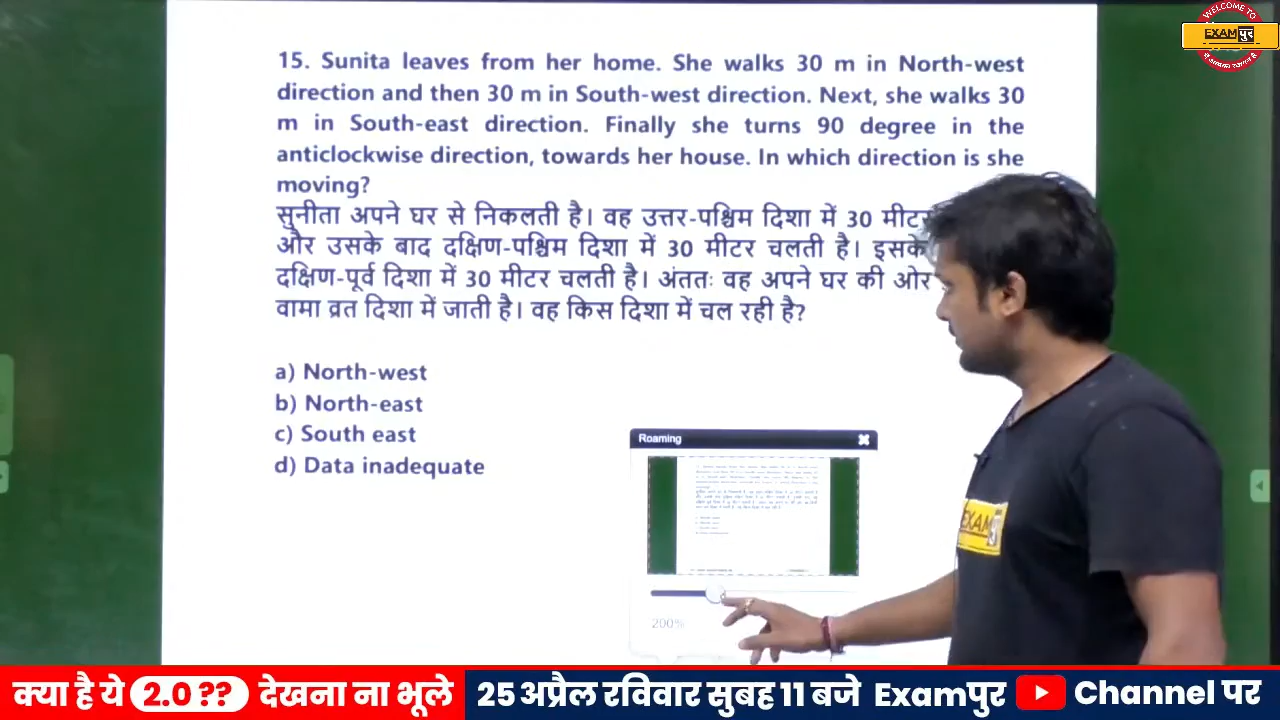 WELCOME TO
EXAMपुर
15. Sunita leaves from her home. She walks 30 m in North-west
direction and then 30 m in South-west direction. Next, she walks 30
m in South-east direction. Finally she turns 90 degree in the
anticlockwise direction, towards her house. In which direction is she
moving?
सुनीता अपने घर से निकलती है। वह उत्तर-पश्चिम दिशा में 30 मीटर
और उसके बाद दक्षिण-पश्चिम दिशा में 30 मीटर चलती है। इसके
दक्षिण-पूर्व दिशा में 30 मीटर चलती है। अंततः वह अपने घर की ओर
वामा व्रत दिशा में जाती है। वह किस दिशा में चल रही है?
a) North-west
b) North-east
c) South east
d) Data inadequate
Roaming
200%
EXAMपुर
क्या है ये 2.0 ?? देखना ना भूले 25 अप्रैल रविवार सुबह 11 बजे Examपुर Channel पर